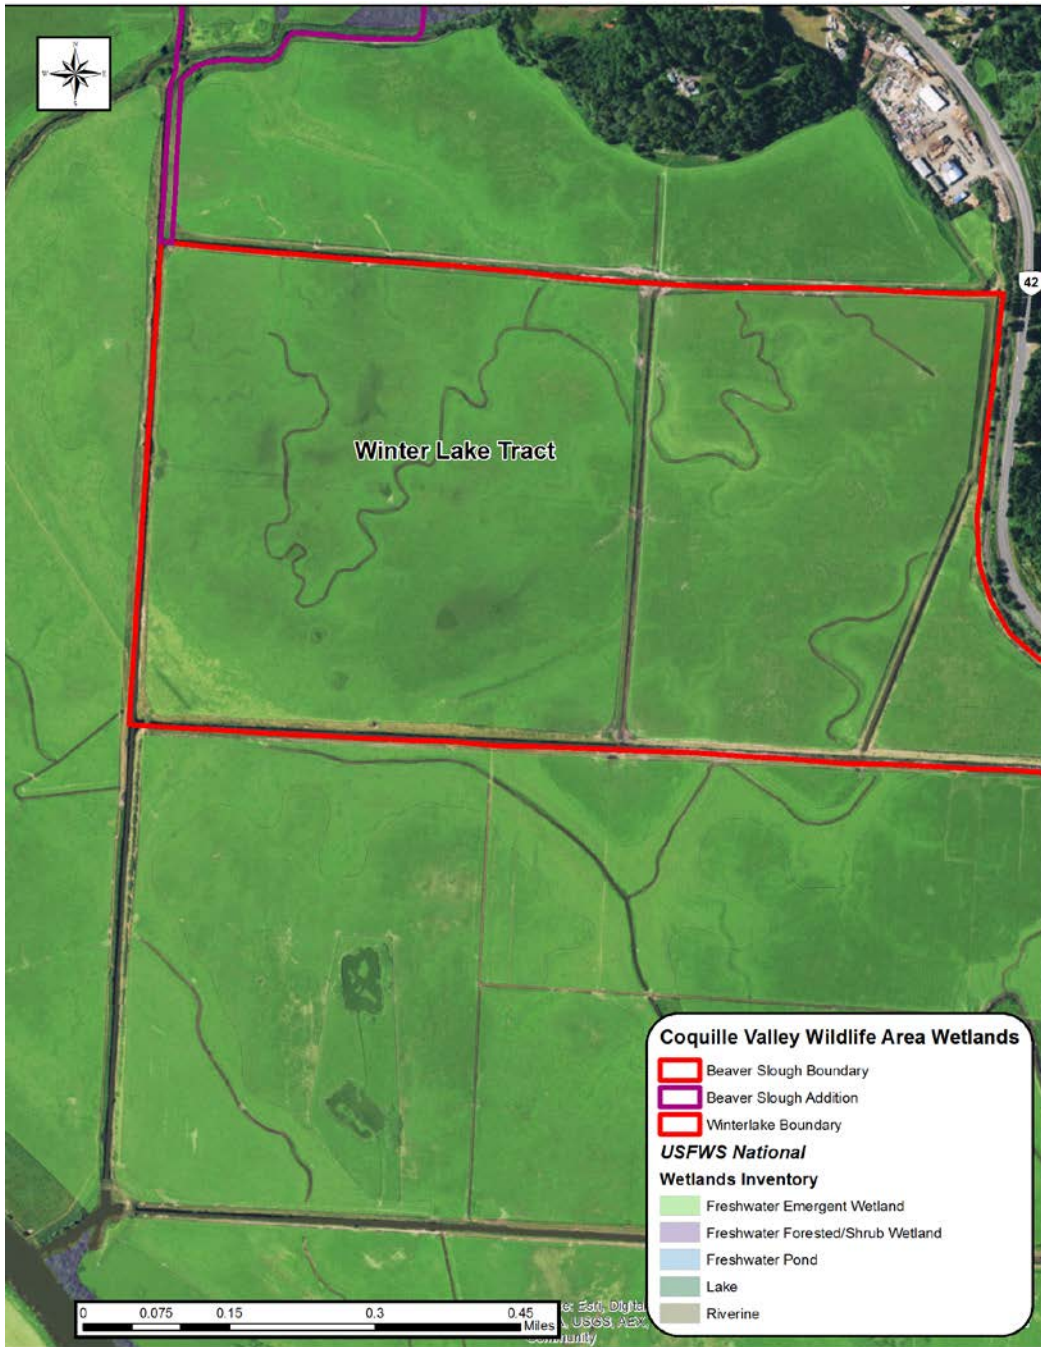 N
W E
S
42
Winter Lake Tract
Coquille Valley Wildlife Area Wetlands
Beaver Slough Boundary
Beaver Slough Addition
Winterlake Boundary
USFWS National
Wetlands Inventory
Freshwater Emergent Wetland
Freshwater Forested/Shrub Wetland
Freshwater Pond
Lake
Riverine
0 0.075 0.15 0.3 0.45
Miles
Esri,
USGS, AEX,